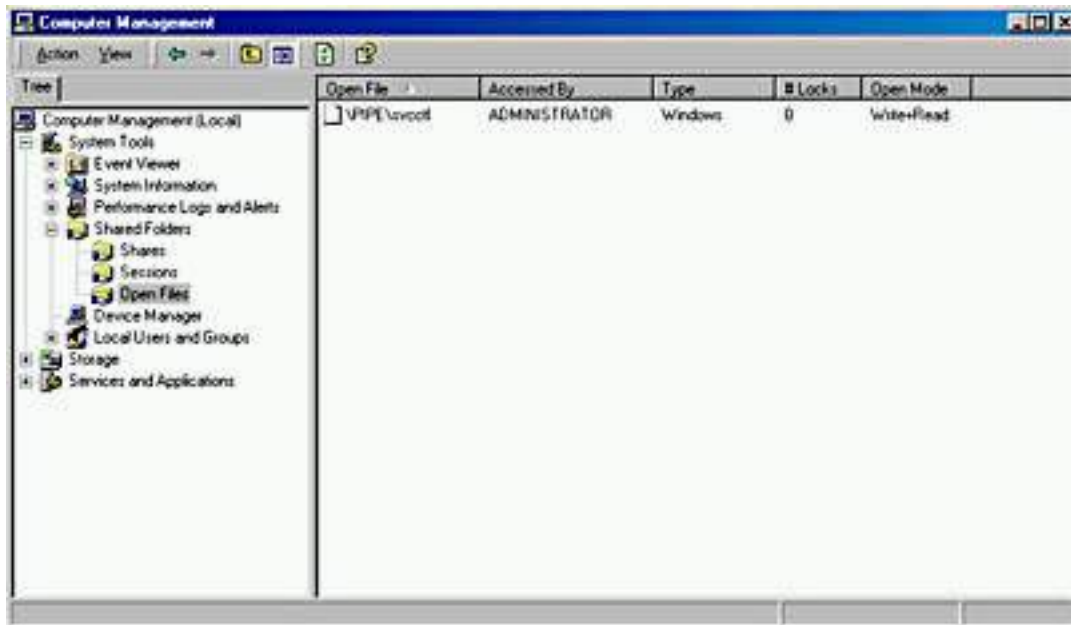 Computer Management
Action View
Tree
Open File Accessed By Type # Locks Open Mode
\PIPE\svcctl ADMINISTRATOR Windows 0 Write+Read
Computer Management (Local)
System Tools
Event Viewer
System Information
Performance Logs and Alerts
Shared Folders
Shares
Sessions
Open Files
Device Manager
Local Users and Groups
Storage
Services and Applications